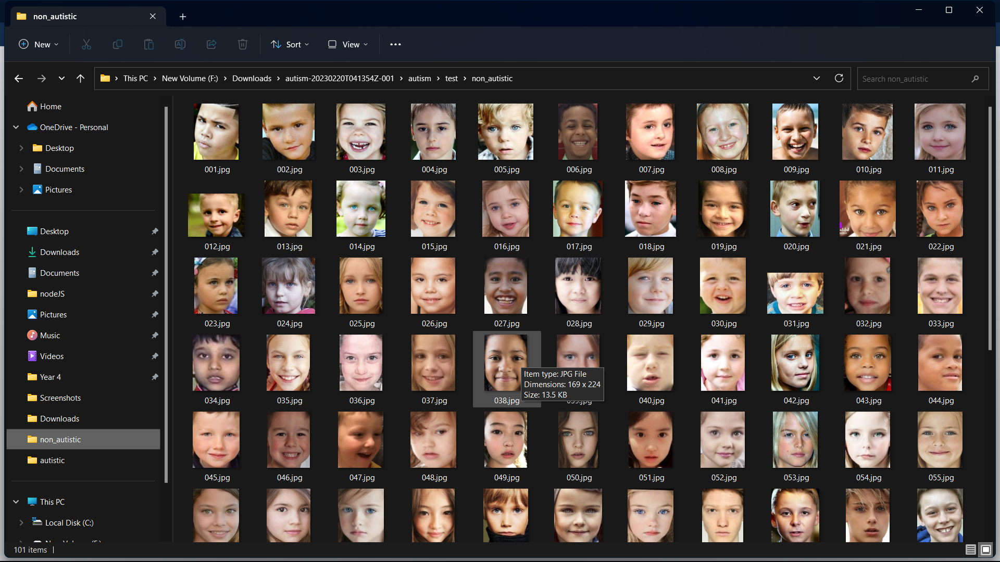 non_autistic
New
Sort
View
This PC > New Volume (F:) > Downloads > autism-20230220T041354Z-001 > autism > test > non_autistic
Search non_autistic
Home
OneDrive - Personal
Desktop
Documents
Pictures
Desktop
Downloads
Documents
nodeJS
Pictures
Music
Videos
Year 4
Screenshots
Downloads
non_autistic
autistic
This PC
Local Disk (C:)
001.jpg 002.jpg 003.jpg 004.jpg 005.jpg 006.jpg 007.jpg 008.jpg 009.jpg 010.jpg 011.jpg
012.jpg 013.jpg 014.jpg 015.jpg 016.jpg 017.jpg 018.jpg 019.jpg 020.jpg 021.jpg 022.jpg
023.jpg 024.jpg 025.jpg 026.jpg 027.jpg 028.jpg 029.jpg 030.jpg 031.jpg 032.jpg 033.jpg
Item type: JPG File
Dimensions: 169 x 224
Size: 13.5 KB
034.jpg 035.jpg 036.jpg 037.jpg 038.jpg 039.jpg 040.jpg 041.jpg 042.jpg 043.jpg 044.jpg
045.jpg 046.jpg 047.jpg 048.jpg 049.jpg 050.jpg 051.jpg 052.jpg 053.jpg 054.jpg 055.jpg
101 items